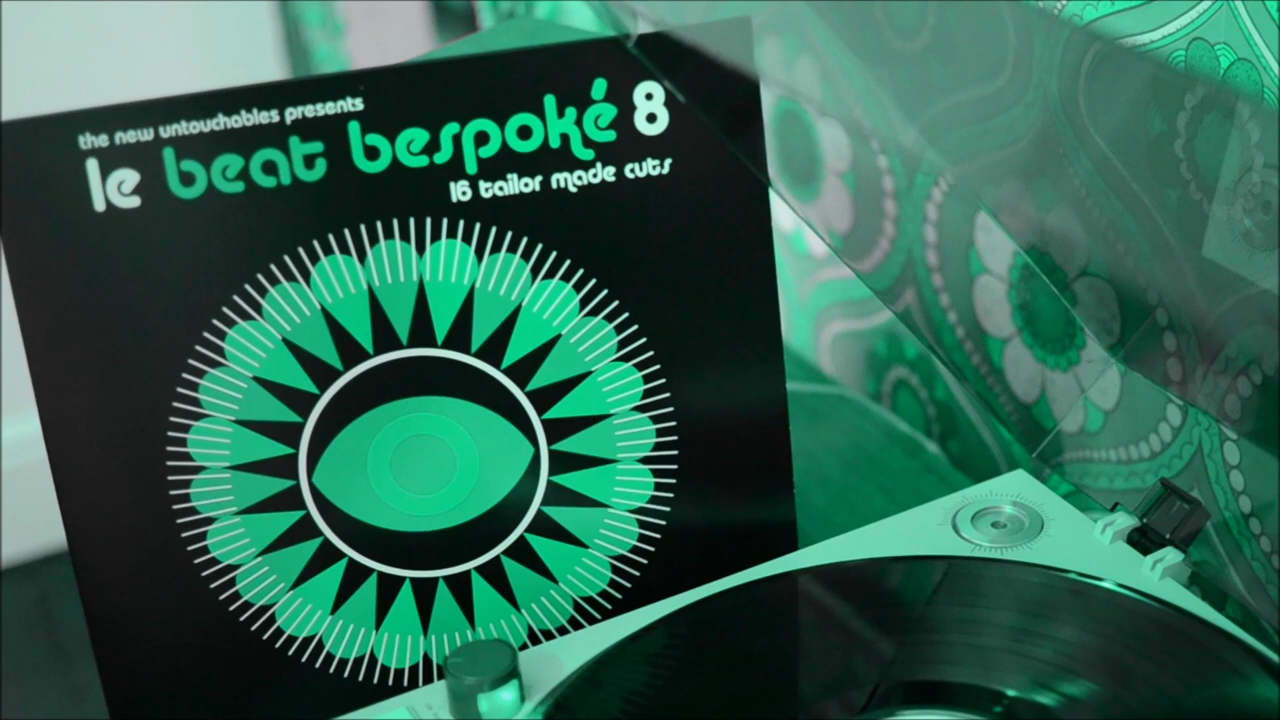 the new untouchables presents
le beat bespoké 8
16 tailor made cuts